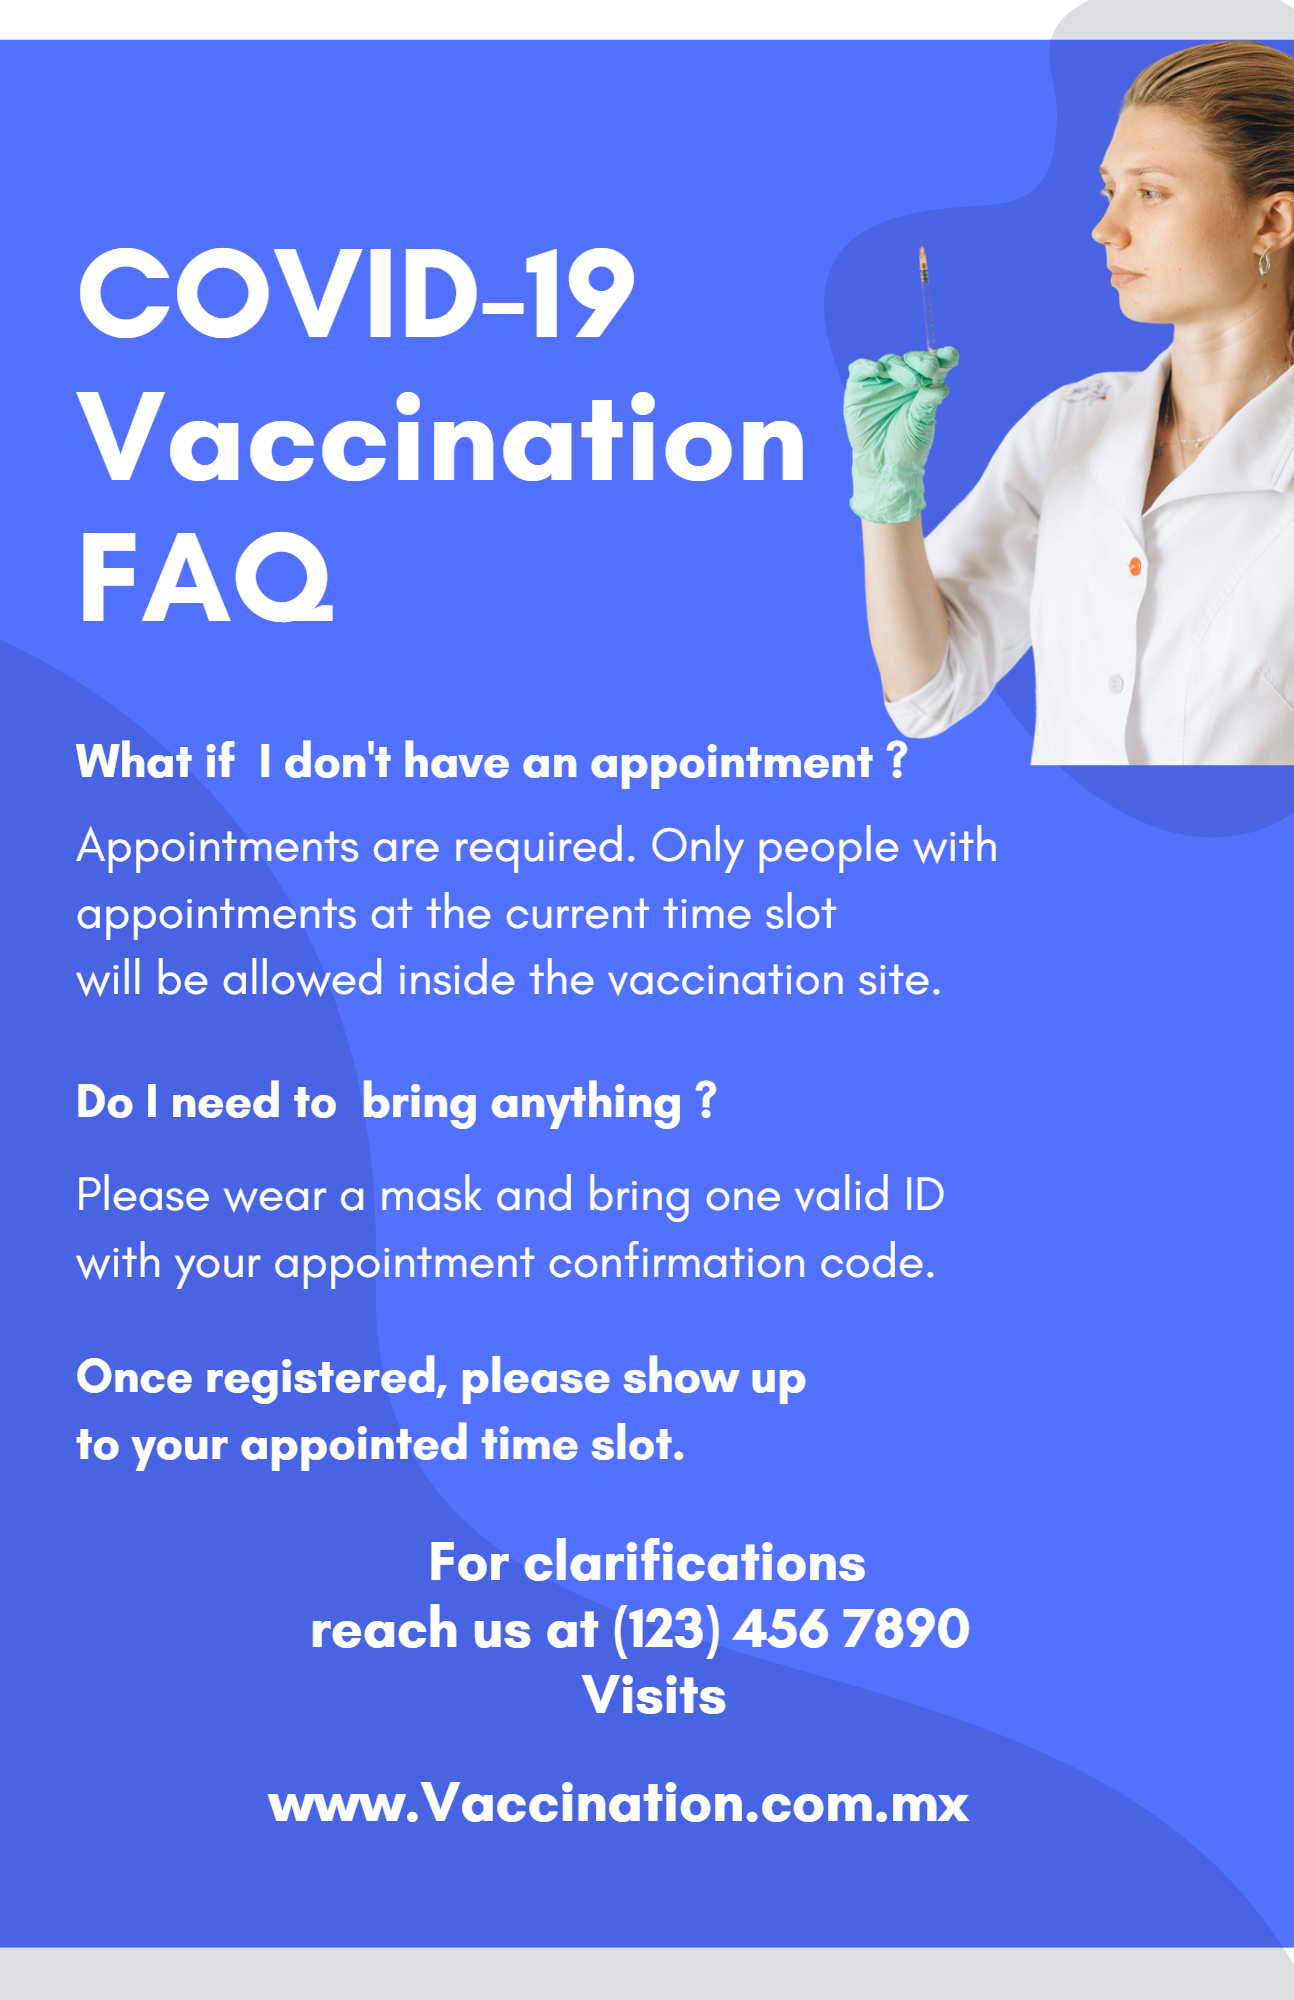 COVID-19
Vaccination
FAQ
What if  I don't have an appointment ?
Appointments are required. Only people with
appointments at the current time slot
will be allowed inside the vaccination site.
Do I need to  bring anything ?
Please wear a mask and bring one valid ID
with your appointment confirmation code.
Once registered, please show up
to your appointed time slot.
For clarifications
reach us at (123) 456 7890
Visits
www.Vaccination.com.mx